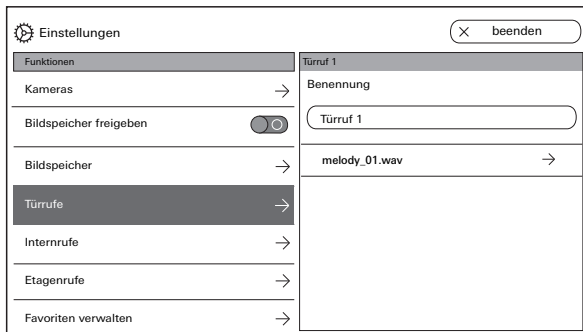 Einstellungen
beenden
Funktionen
Kameras
Bildspeicher freigeben
Bildspeicher
Türrufe
Internrufe
Etagenrufe
Favoriten verwalten
Türruf 1
Benennung
Türruf 1
melody_01.wav